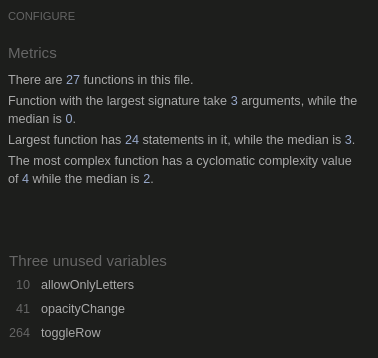 CONFIGURE
Metrics
There are 27 functions in this file.
Function with the largest signature take 3 arguments, while the
median is 0.
Largest function has 24 statements in it, while the median is 3.
The most complex function has a cyclomatic complexity value
of 4 while the median is 2.
Three unused variables
10 allowOnlyLetters
41 opacityChange
264 toggleRow